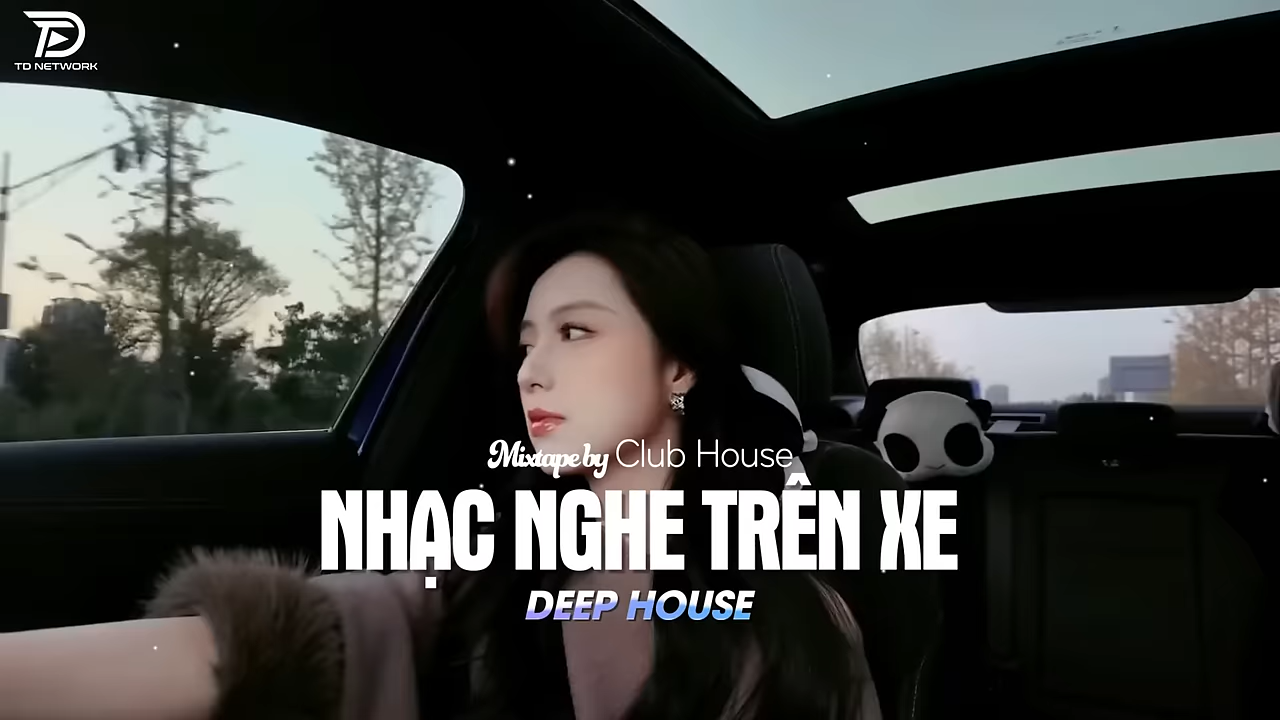 TD NETWORK
Mixtape by Club House
NHẠC NGHE TRÊN XE
DEEP HOUSE